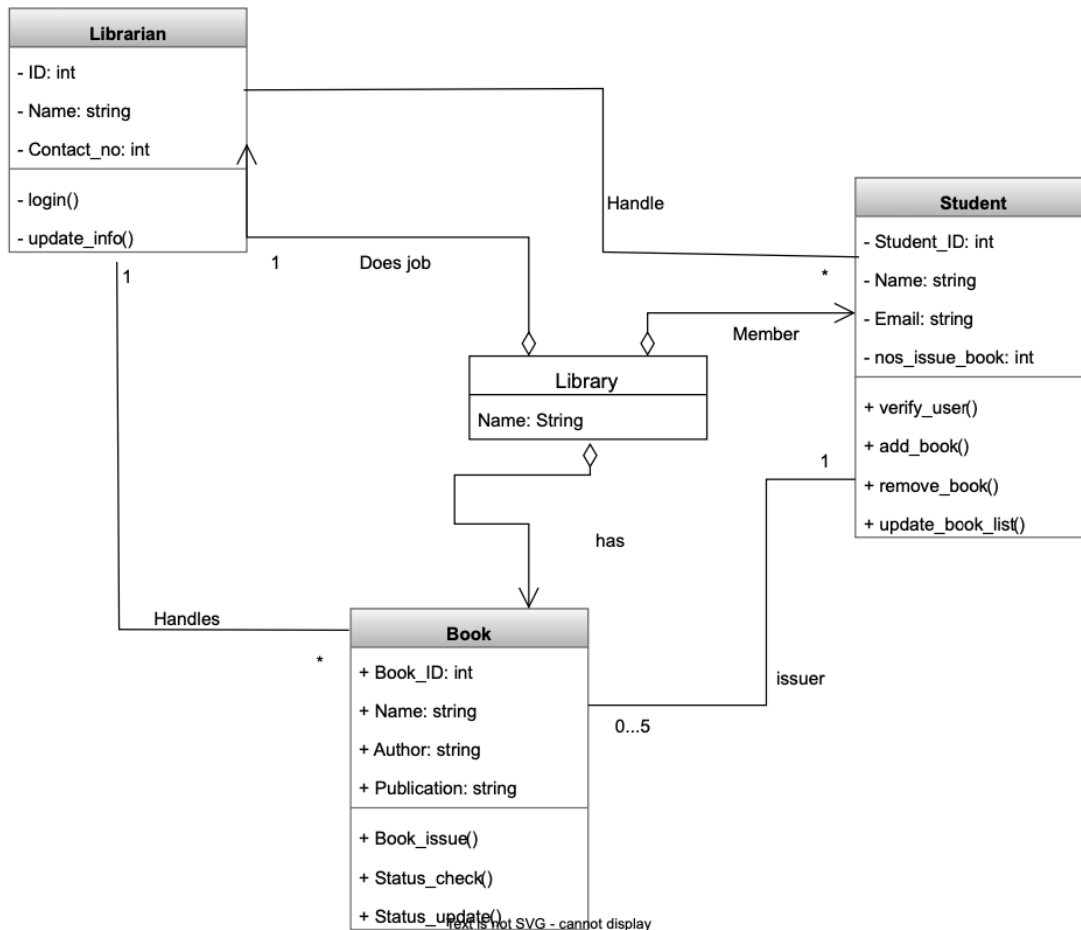 Librarian
- ID: int
- Name: string
- Contact_no: int
- login()
- update_info()
1
1
Does job
Handle
*
Student
- Student_ID: int
- Name: string
- Email: string
- nos_issue_book: int
+ verify_user()
+ add_book()
+ remove_book()
+ update_book_list()
Member
Library
Name: String
1
has
Handles
*
Book
+ Book_ID: int
+ Name: string
+ Author: string
+ Publication: string
+ Book_issue()
+ Status_check()
+ Status_update()
issuer
0...5
Text is not SVG - cannot display